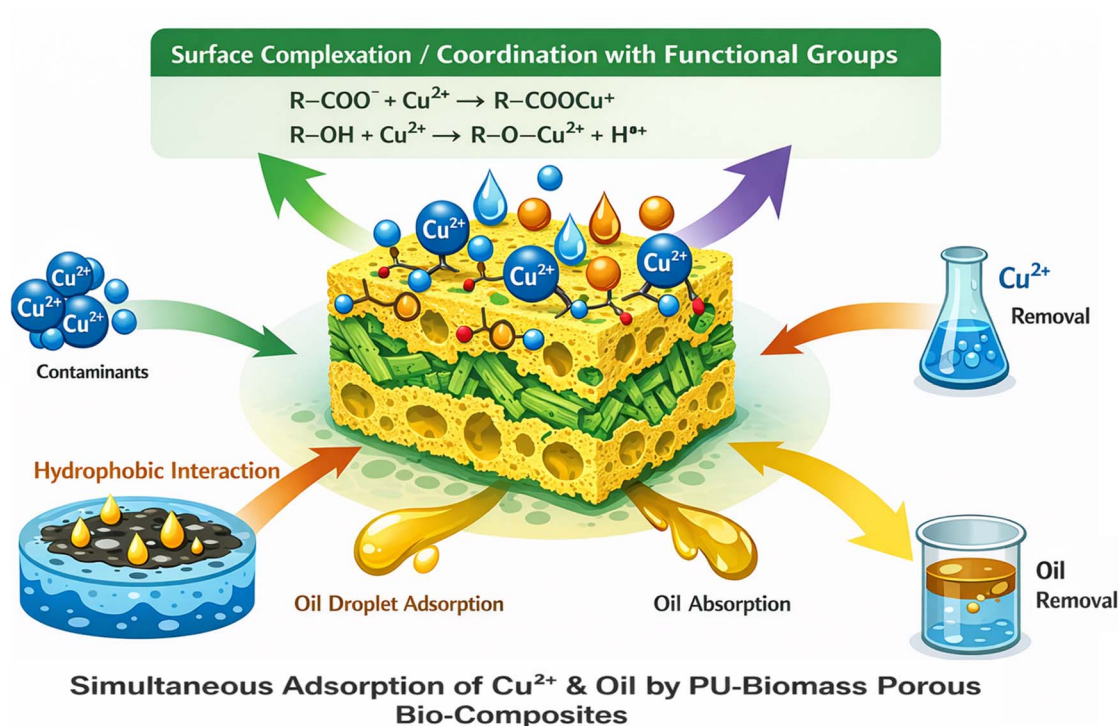 Surface Complexation / Coordination with Functional Groups
R–COO⁻ + Cu²⁺ → R–COOCu⁺
R–OH + Cu²⁺ → R–O–Cu²⁺ + Hᶿ⁺
Cu²⁺
Cu²⁺
Cu²⁺
Cu²⁺
Cu²⁺
Cu²⁺
Contaminants
Cu²⁺
Removal
Hydrophobic Interaction
Oil Droplet Adsorption
Oil Absorption
Oil
Removal
Simultaneous Adsorption of Cu²⁺ & Oil by PU-Biomass Porous
Bio-Composites